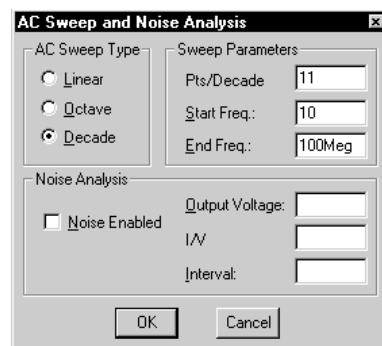 AC Sweep and Noise Analysis
AC Sweep Type
Linear
Octave
Decade
Sweep Parameters
Pts/Decade 11
Start Freq.: 10
End Freq.: 100Meg
Noise Analysis
Noise Enabled
Output Voltage:
I/V
Interval:
OK Cancel